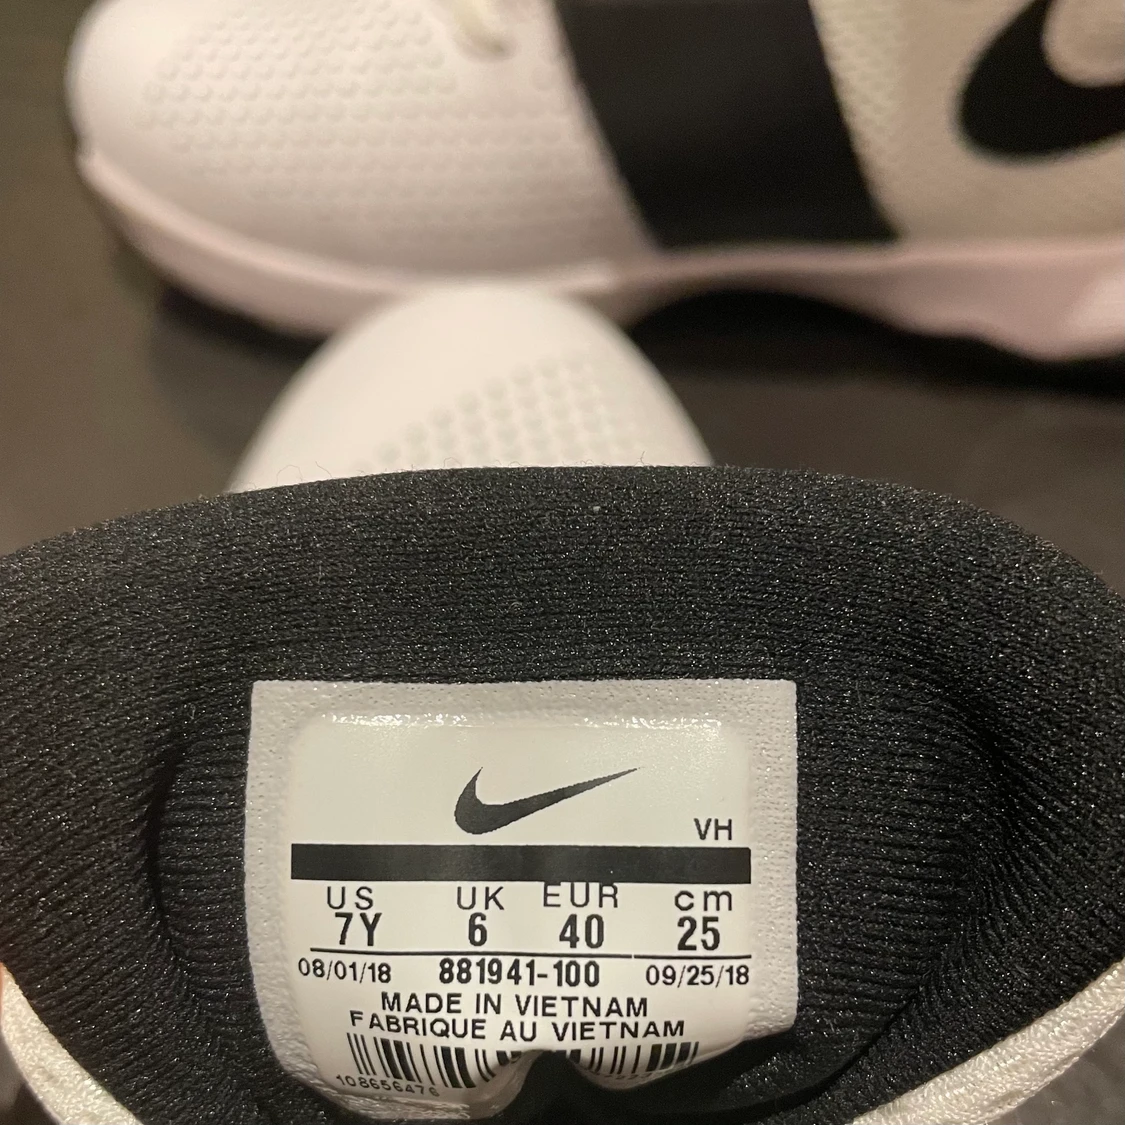 VH
US UK EUR cm
7Y 6 40 25
08/01/18 881941-100 09/25/18
MADE IN VIETNAM
FABRIQUE AU VIETNAM
108656476